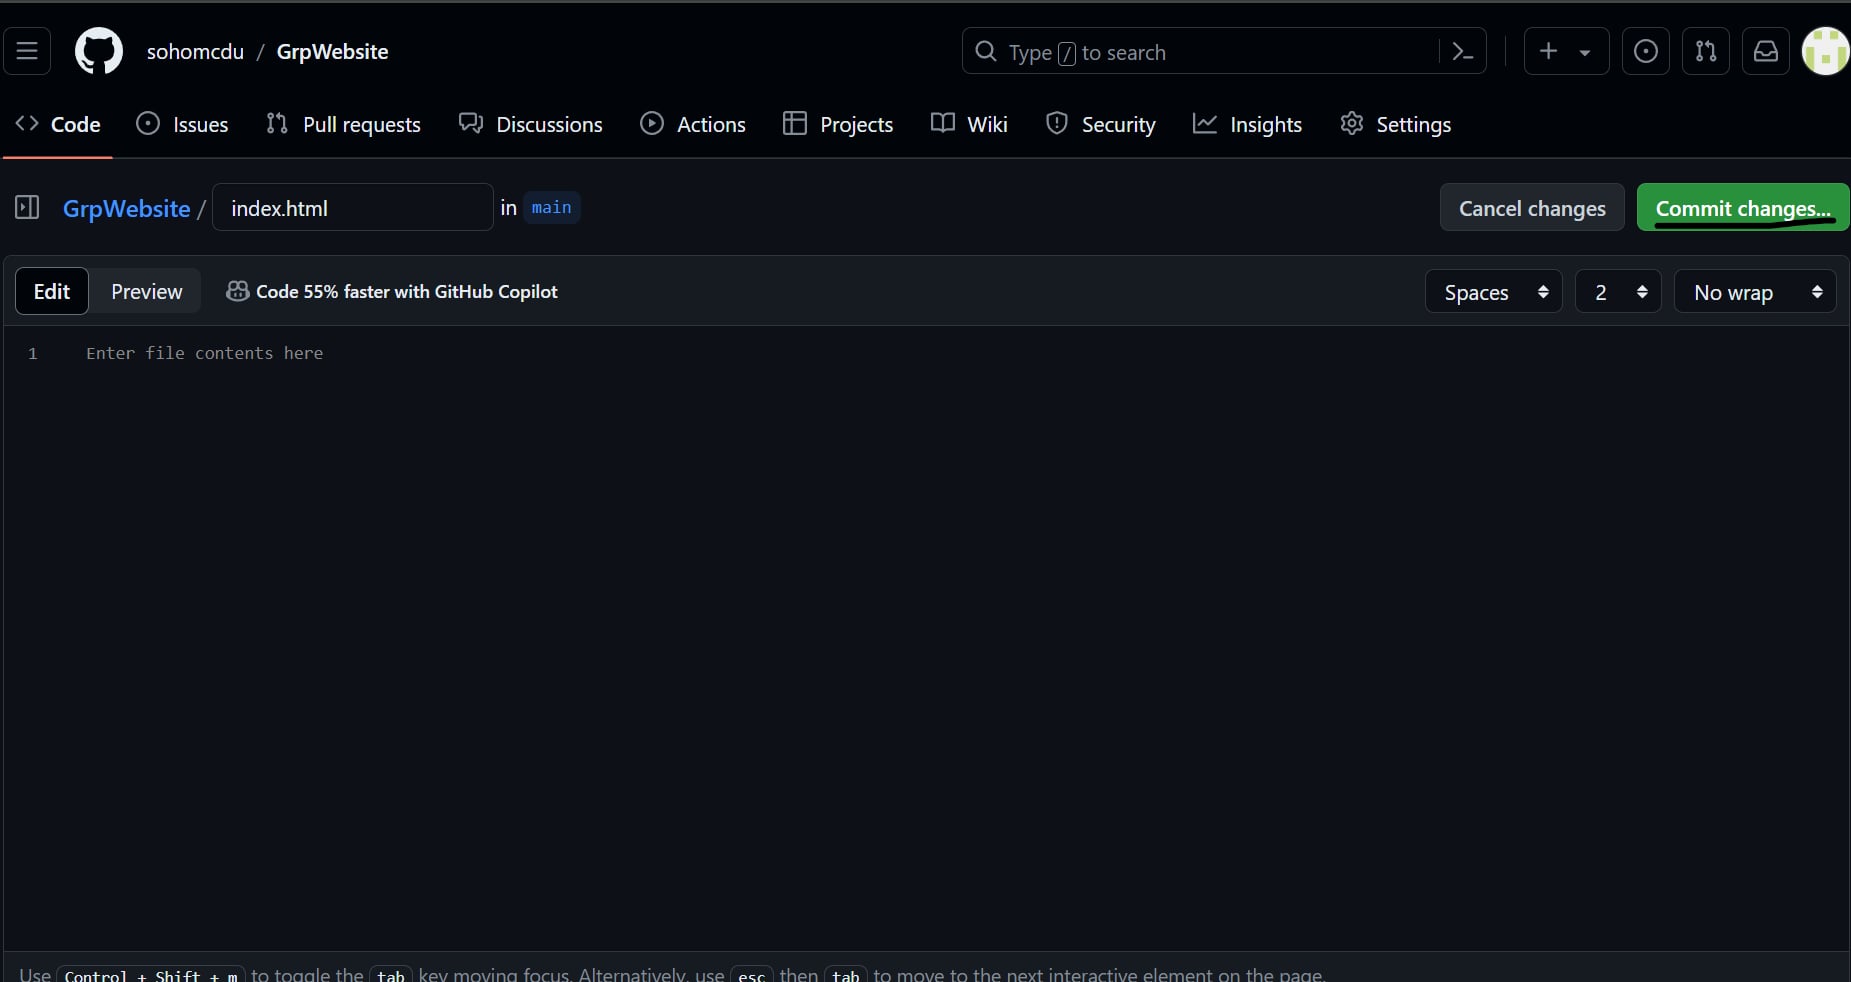 sohomcdu / GrpWebsite
Type / to search
Code Issues Pull requests Discussions Actions Projects Wiki Security Insights Settings
GrpWebsite / index.html in main Cancel changes Commit changes...
Edit Preview Code 55% faster with GitHub Copilot Spaces 2 No wrap
1 Enter file contents here
Use Control + Shift + m to toggle the tab key moving focus. Alternatively, use esc then tab to move to the next interactive element on the page.